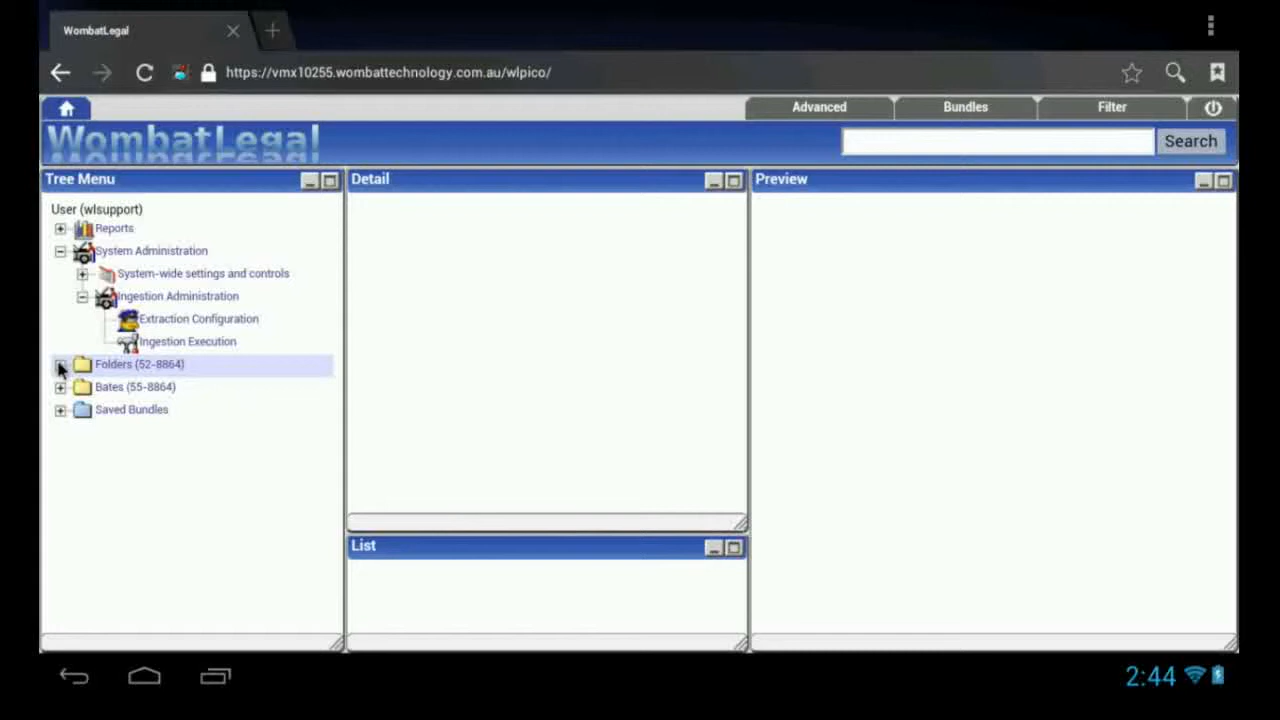 WombatLegal
https://vmx10255.wombattechnology.com.au/wlpico/
Advanced
Bundles
Filter
WombatLegal
Search
Tree Menu
Detail
Preview
User (wlsupport)
Reports
System Administration
System-wide settings and controls
Ingestion Administration
Extraction Configuration
Ingestion Execution
Folders (52-8864)
Bates (55-8864)
Saved Bundles
List
2:44